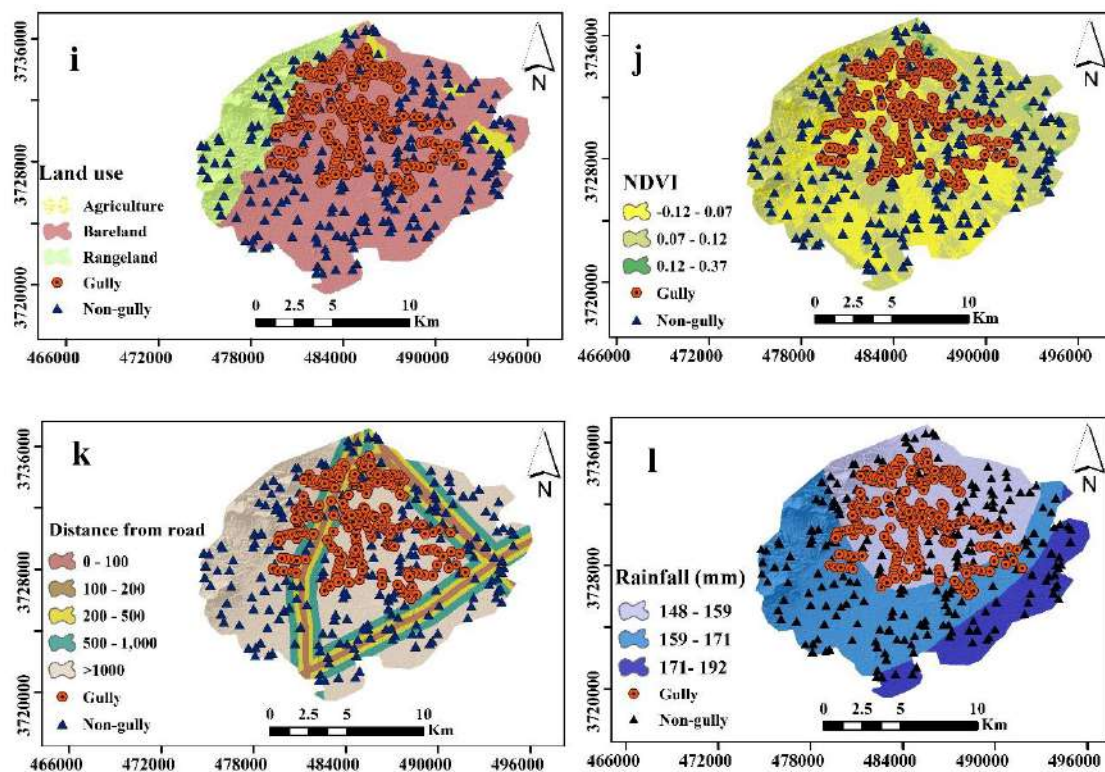 i
N
3736000
3728000
3720000
Land use
Agriculture
Bareland
Rangeland
Gully
Non-gully
0 2.5 5 10
Km
466000 472000 478000 484000 490000 496000
j
N
3736000
3728000
3720000
NDVI
-0.12 - 0.07
0.07 - 0.12
0.12 - 0.37
Gully
Non-gully
0 2.5 5 10
Km
466000 472000 478000 484000 490000 496000
k
N
3736000
3728000
3720000
Distance from road
0 - 100
100 - 200
200 - 500
500 - 1,000
>1000
Gully
Non-gully
0 2.5 5 10
Km
466000 472000 478000 484000 490000 496000
l
N
3736000
3728000
3720000
Rainfall (mm)
148 - 159
159 - 171
171- 192
Gully
Non-gully
0 2.5 5 10
Km
466000 472000 478000 484000 490000 496000